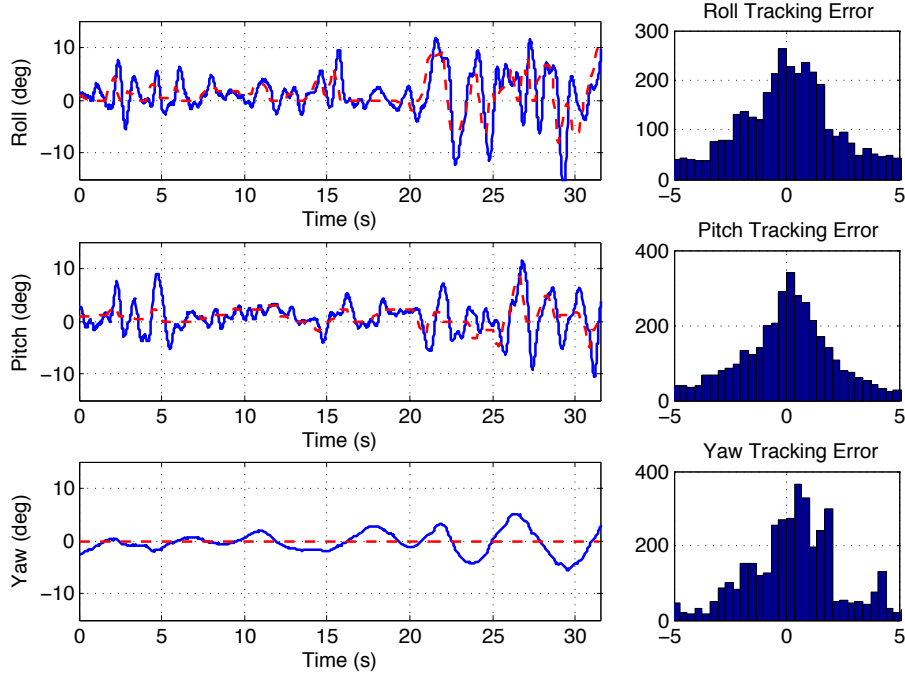 Roll Tracking Error
10
0
−10
Roll (deg)
0 5 10 15 20 25 30
Time (s)
300
200
100
0
−5 0 5
Pitch Tracking Error
10
0
−10
Pitch (deg)
0 5 10 15 20 25 30
Time (s)
400
200
0
−5 0 5
Yaw Tracking Error
10
0
−10
Yaw (deg)
0 5 10 15 20 25 30
Time (s)
400
200
0
−5 0 5